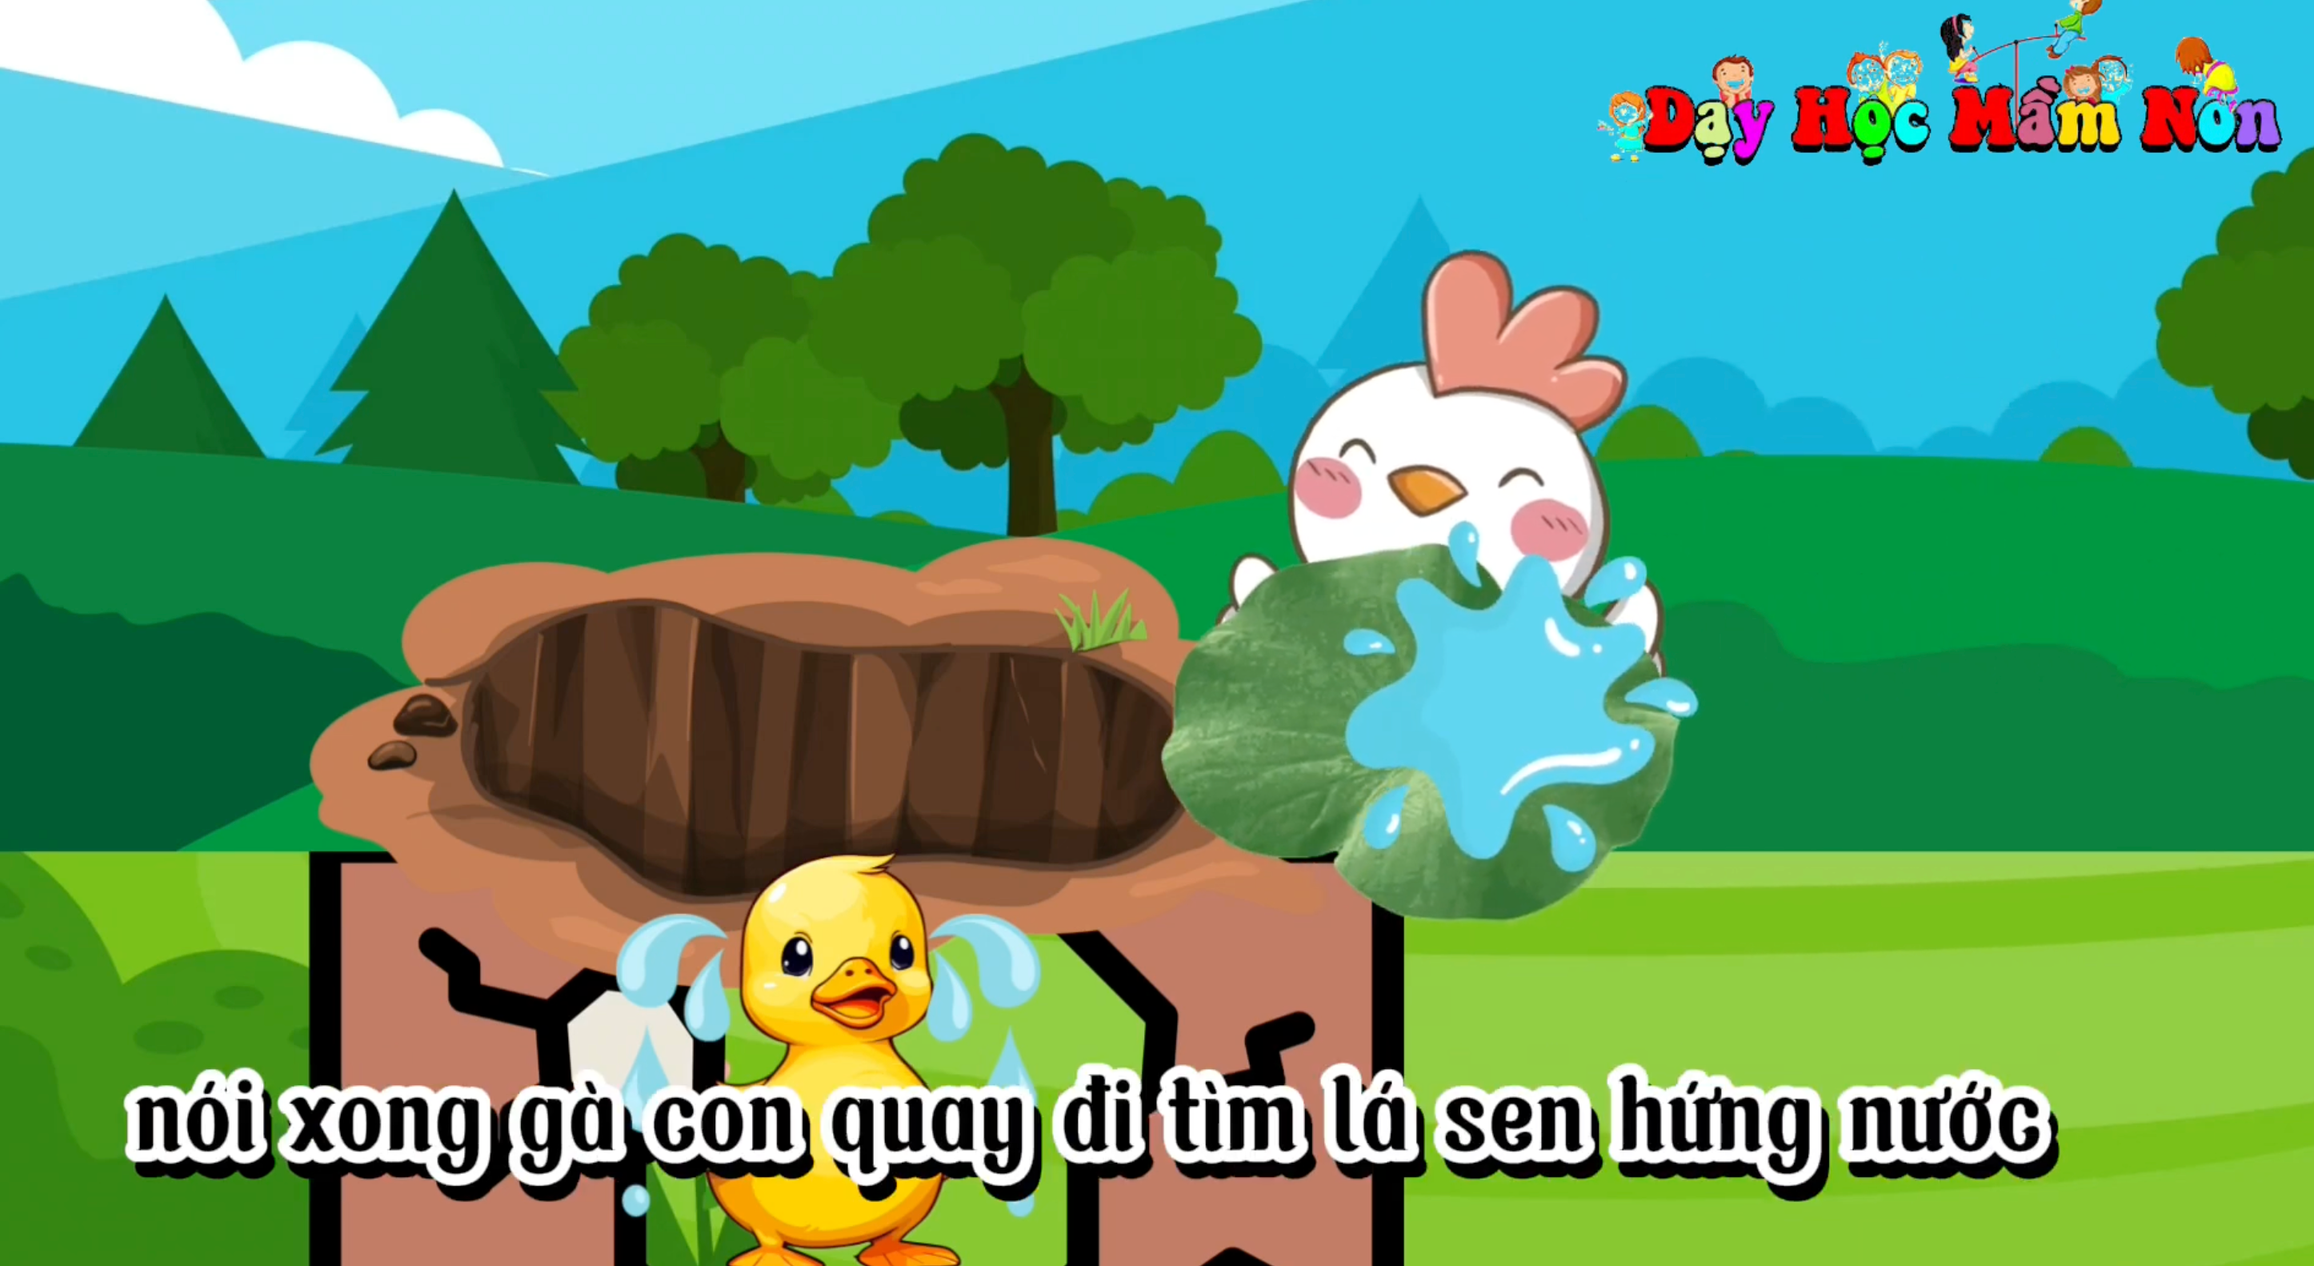 Dạy Học Mầm Non
nói xong gà con quay đi tìm lá sen hứng nước